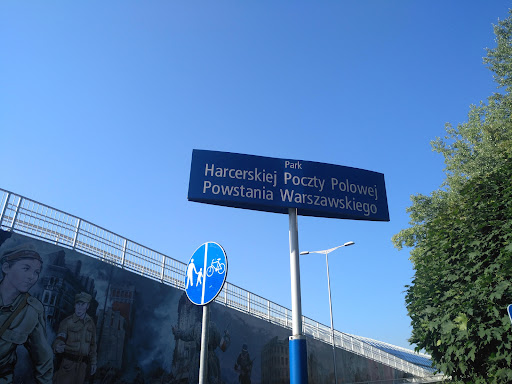 Park
Harcerskiej Poczty Polowej
Powstania Warszawskiego